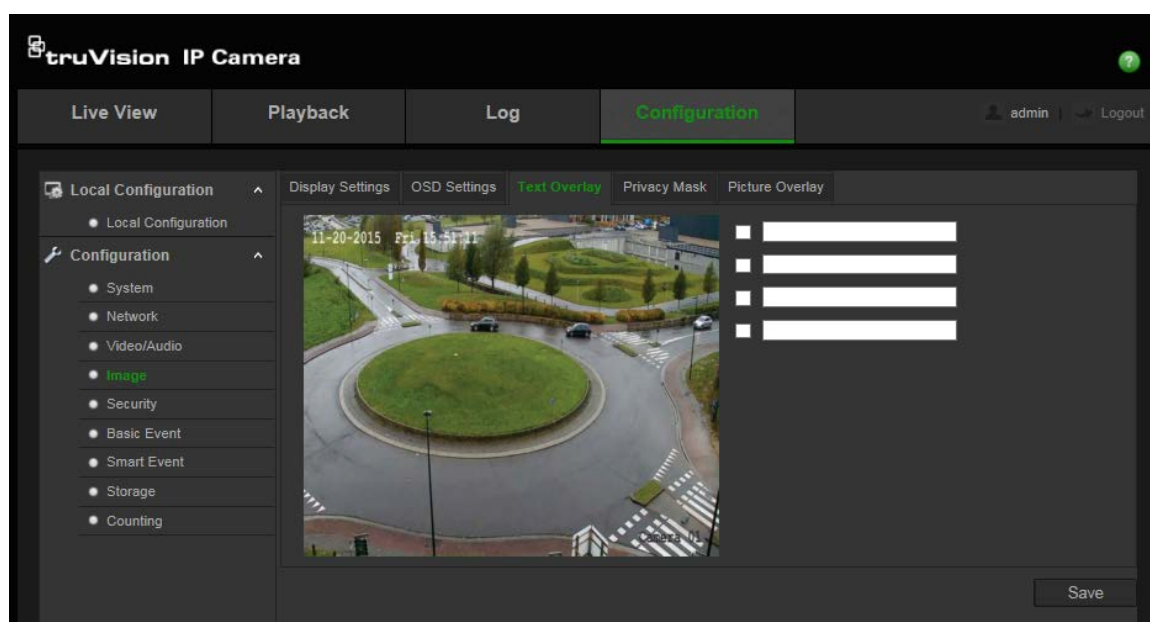 truVision IP Camera
?
Live View Playback Log Configuration admin | Logout
Local Configuration
Local Configuration
Configuration
System
Network
Video/Audio
Image
Security
Basic Event
Smart Event
Storage
Counting
Display Settings OSD Settings Text Overlay Privacy Mask Picture Overlay
11-20-2015 Fri 15:51:11
Camera 01
Save